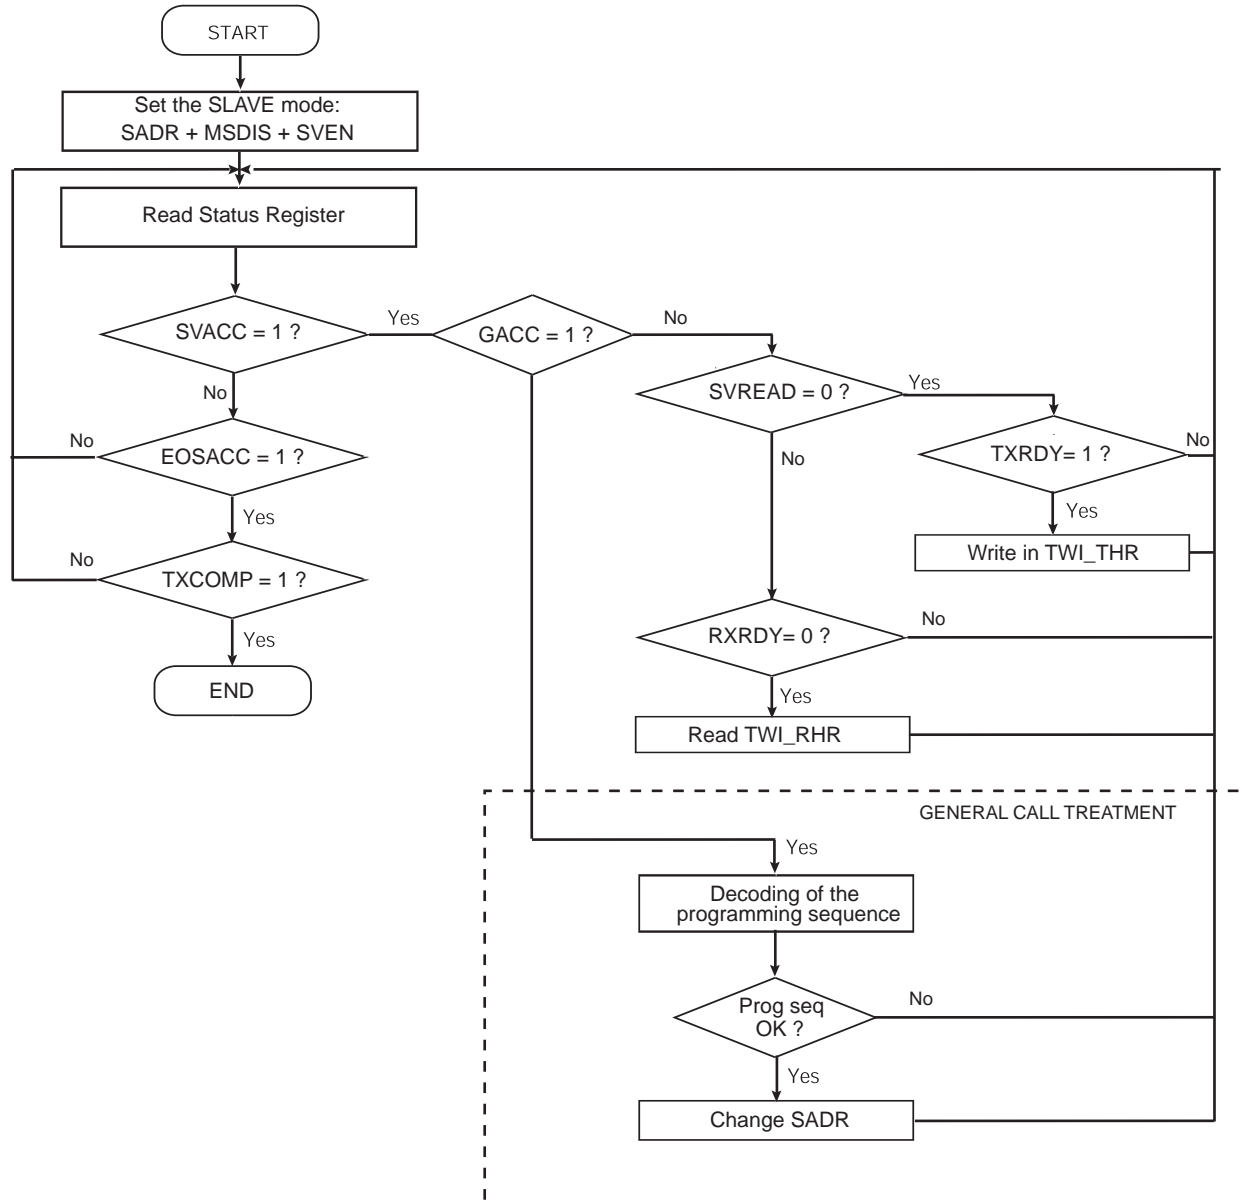 START
Set the SLAVE mode:
SADR + MSDIS + SVEN
Read Status Register
SVACC = 1 ?
Yes
GACC = 1 ?
No
SVREAD = 0 ?
Yes
No
EOSACC = 1 ?
No
TXRDY= 1 ?
No
No
Yes
Write in TWI_THR
Yes
TXCOMP = 1 ?
No
RXRDY= 0 ?
No
Yes
END
Yes
Read TWI_RHR
GENERAL CALL TREATMENT
Yes
Decoding of the
programming sequence
Prog seq
OK ?
No
Yes
Change SADR